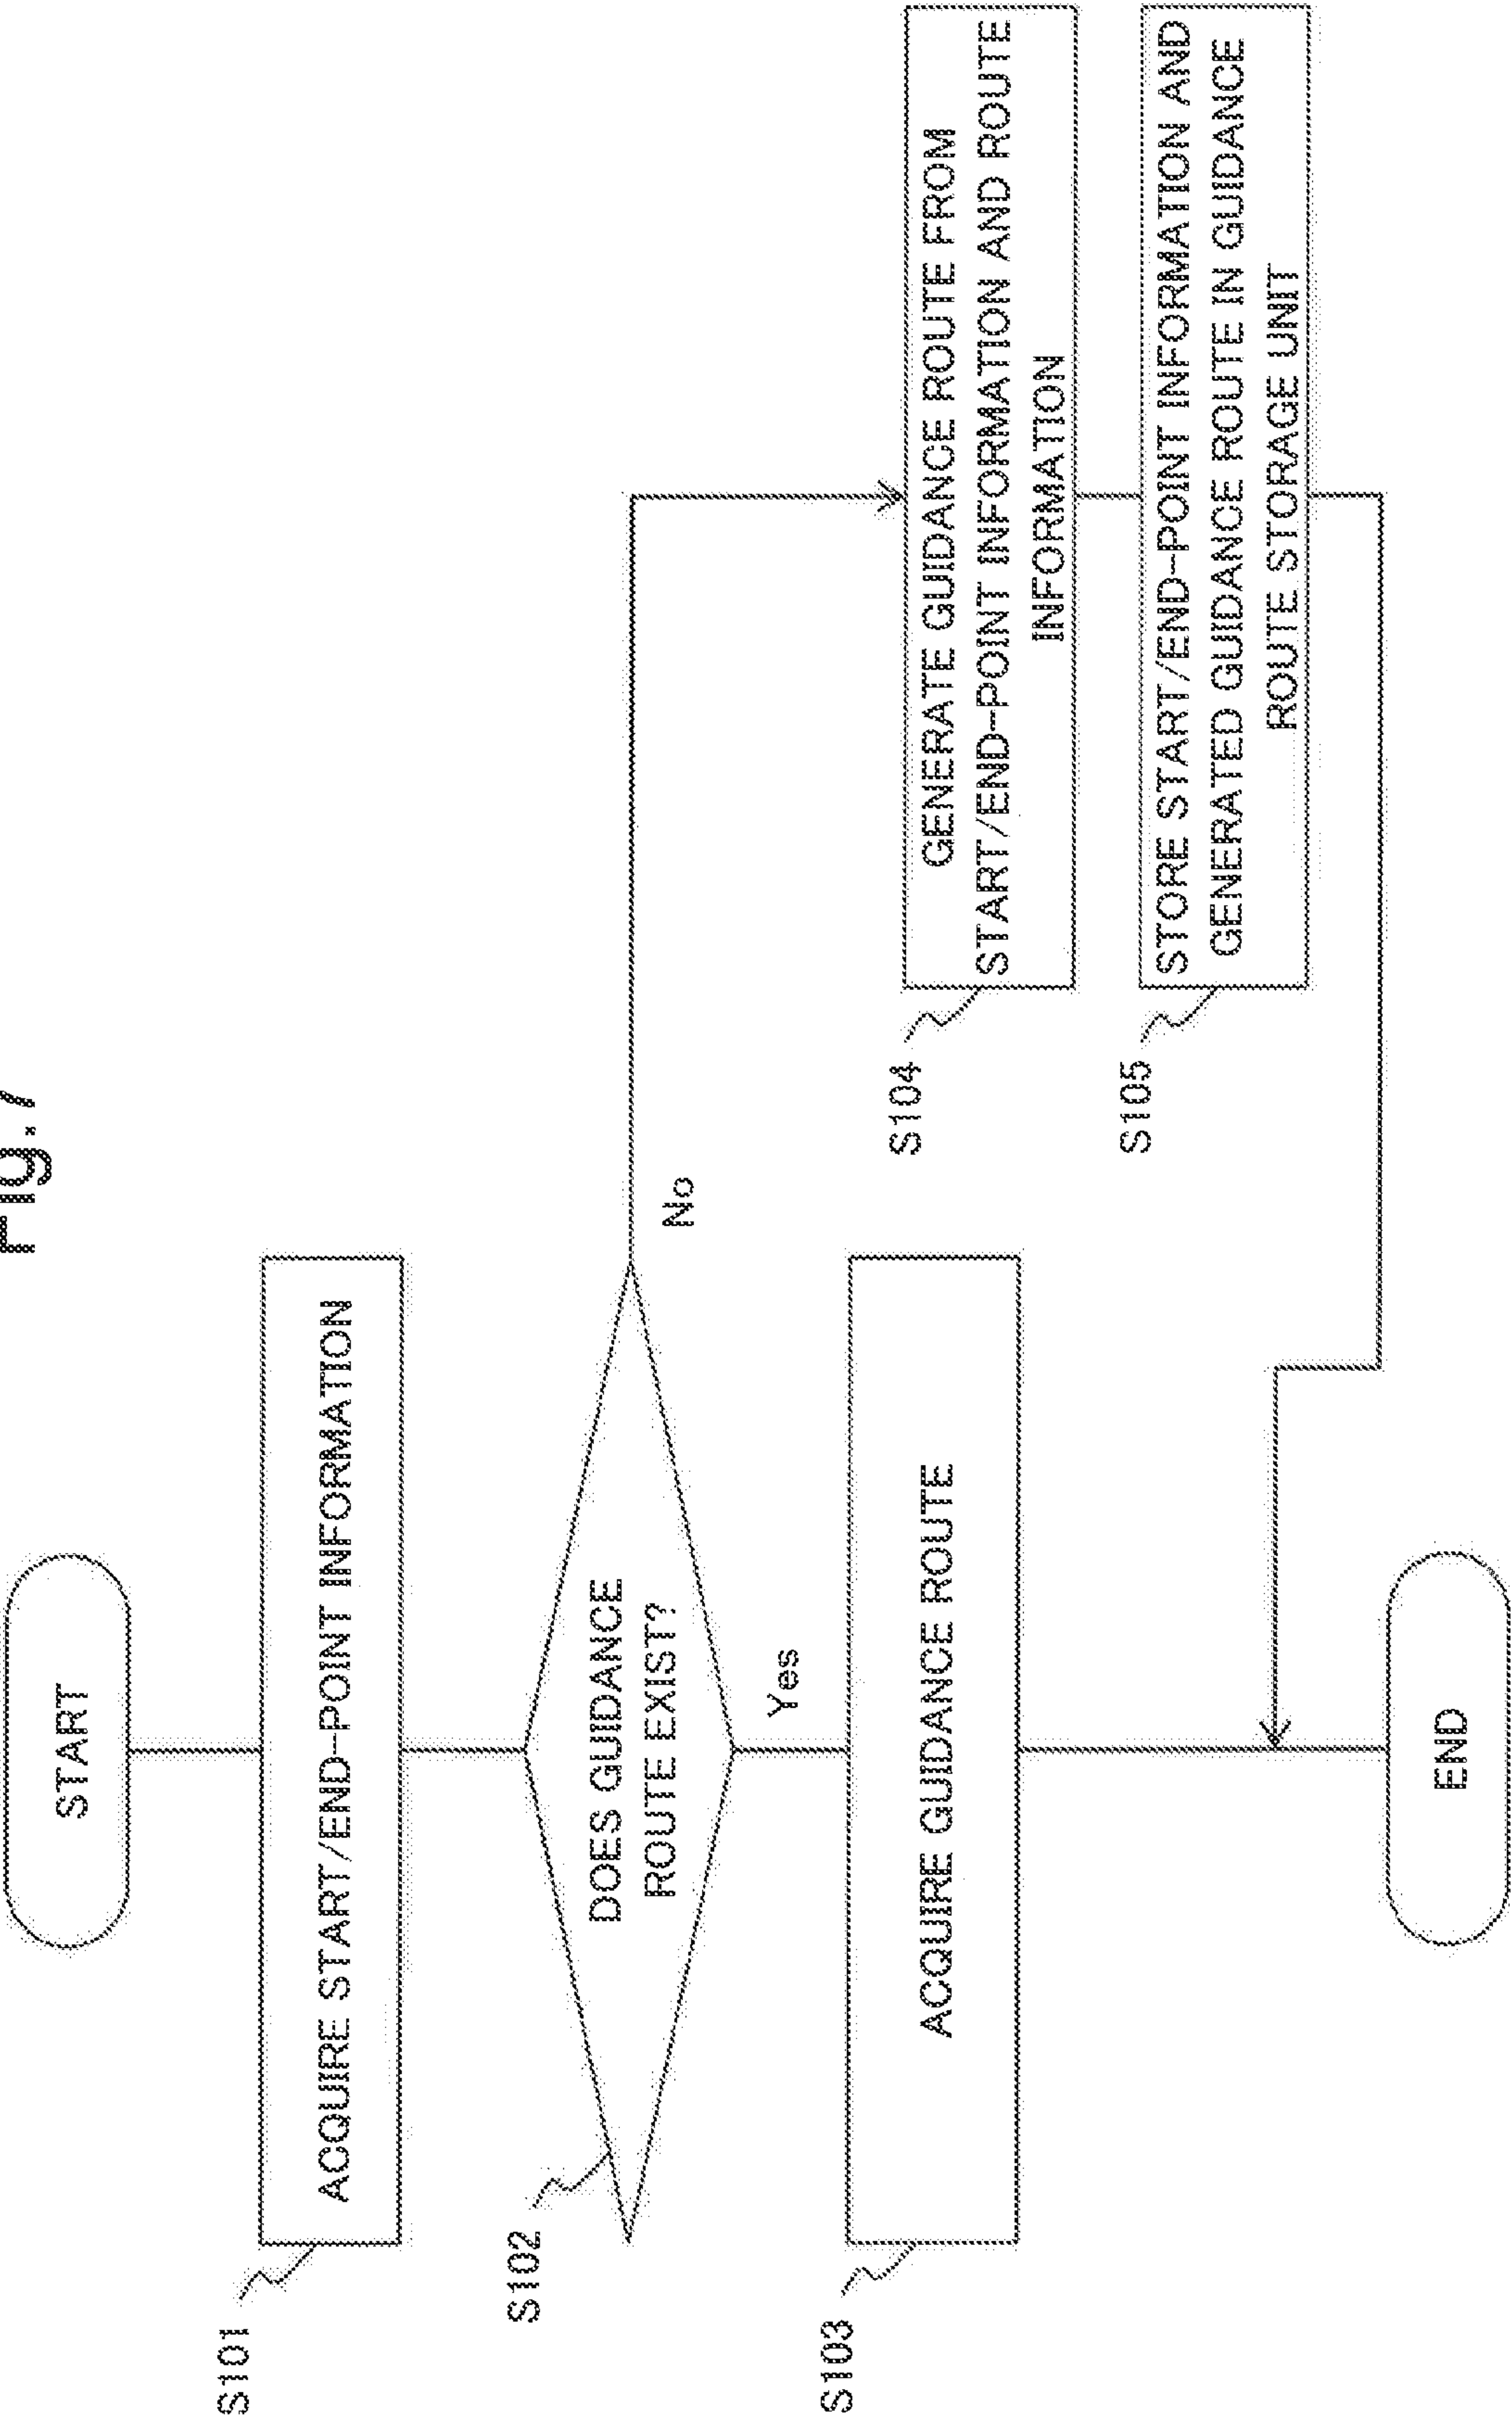 Fig.7
START
S101
ACQUIRE START/END-POINT INFORMATION
S102
DOES GUIDANCE
ROUTE EXIST?
No
Yes
S103
ACQUIRE GUIDANCE ROUTE
S104
GENERATE GUIDANCE ROUTE FROM
START/END-POINT INFORMATION AND ROUTE
INFORMATION
S105
STORE START/END-POINT INFORMATION AND
GENERATED GUIDANCE ROUTE IN GUIDANCE
ROUTE STORAGE UNIT
END